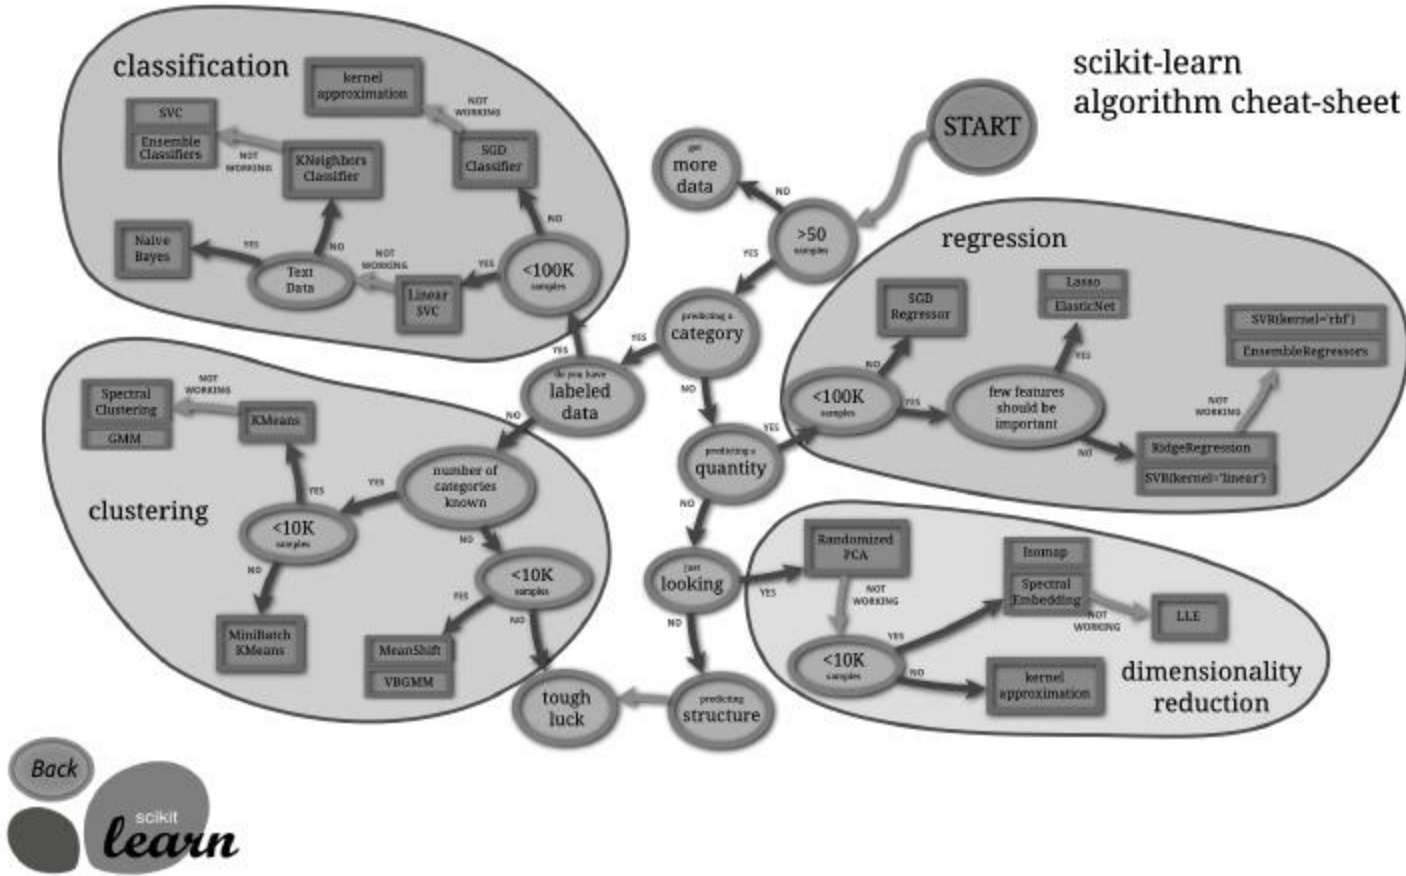 scikit-learn
algorithm cheat-sheet
START
classification
kernel
approximation
NOT
WORKING
SVC
Ensemble
Classifiers
NOT
WORKING
KNeighbors
Classifier
SGD
Classifier
NO
Naive
Bayes
YES
Text
Data
NO
NOT
WORKING
Linear
SVC
YES
<100K
samples
YES
get
more
data
NO
>50
samples
YES
predicting a
category
YES
do you have
labeled
data
NO
NO
predicting a
quantity
YES
NO
just
looking
YES
NO
predicting
structure
tough
luck
regression
SGD
Regressor
NO
Lasso
ElasticNet
YES
SVR(kernel='rbf')
EnsembleRegressors
<100K
samples
YES
few features
should be
important
NO
NOT
WORKING
RidgeRegression
SVR(kernel='linear')
clustering
Spectral
Clustering
GMM
NOT
WORKING
KMeans
YES
<10K
samples
NO
MiniBatch
KMeans
YES
number of
categories
known
NO
<10K
samples
YES
NO
MeanShift
VBGMM
Randomized
PCA
NOT
WORKING
<10K
samples
YES
NO
Isomap
Spectral
Embedding
NOT
WORKING
LLE
kernel
approximation
dimensionality
reduction
Back
scikit
learn